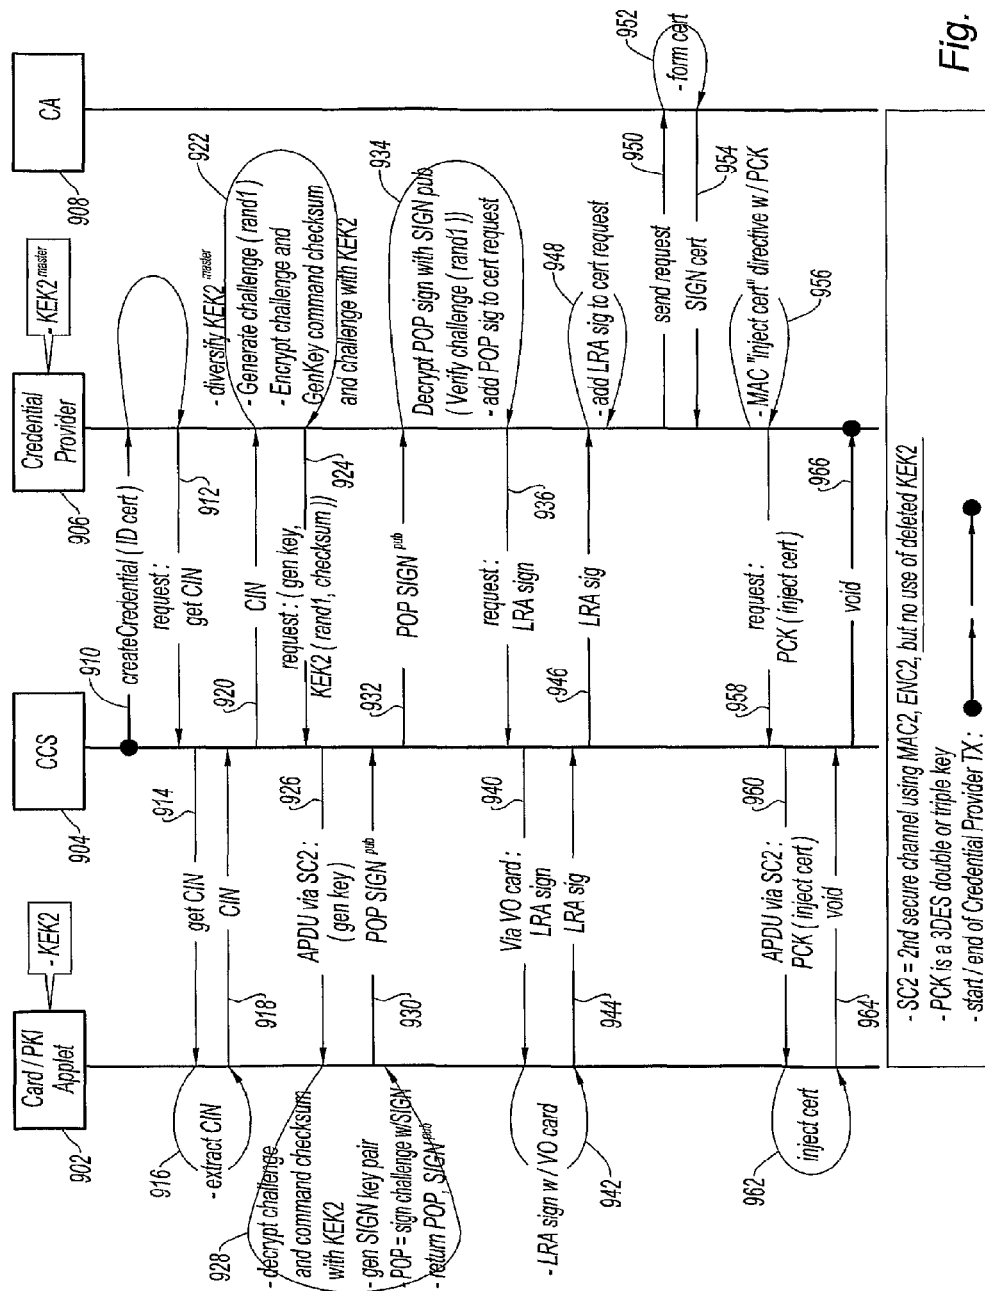 Card / PKI
Applet
- KEK2
902
CCS
904
Credential
Provider
- KEK2 master
906
CA
908
910
createCredential ( ID cert )
request :
get CIN
912
914
get CIN
916
- extract CIN
CIN
918
920
CIN
922
- diversify KEK2 master
- Generate challenge ( rand1 )
- Encrypt challenge and
GenKey command checksum
and challenge with KEK2
924
request : ( gen key,
KEK2 ( rand1, checksum ))
926
APDU via SC2 :
( gen key )
928
- decrypt challenge
and command checksum
with KEK2
- gen SIGN key pair
- POP = sign challenge w/SIGN
- return POP, SIGN pub
POP SIGN pub
930
932
POP SIGN pub
934
Decrypt POP sign with SIGN pub
( Verify challenge ( rand1 ))
- add POP sig to cert request
936
request :
LRA sign
940
Via VO card :
LRA sign
942
- LRA sign w / VO card
LRA sig
944
946
LRA sig
948
- add LRA sig to cert request
950
send request
952
- form cert
954
SIGN cert
956
- MAC "inject cert" directive w / PCK
958
request :
PCK ( inject cert )
960
APDU via SC2 :
PCK ( inject cert )
962
inject cert
void
964
966
void
- SC2 = 2nd secure channel using MAC2, ENC2, but no use of deleted KEK2
- PCK is a 3DES double or triple key
- start / end of Credential Provider TX :
Fig.